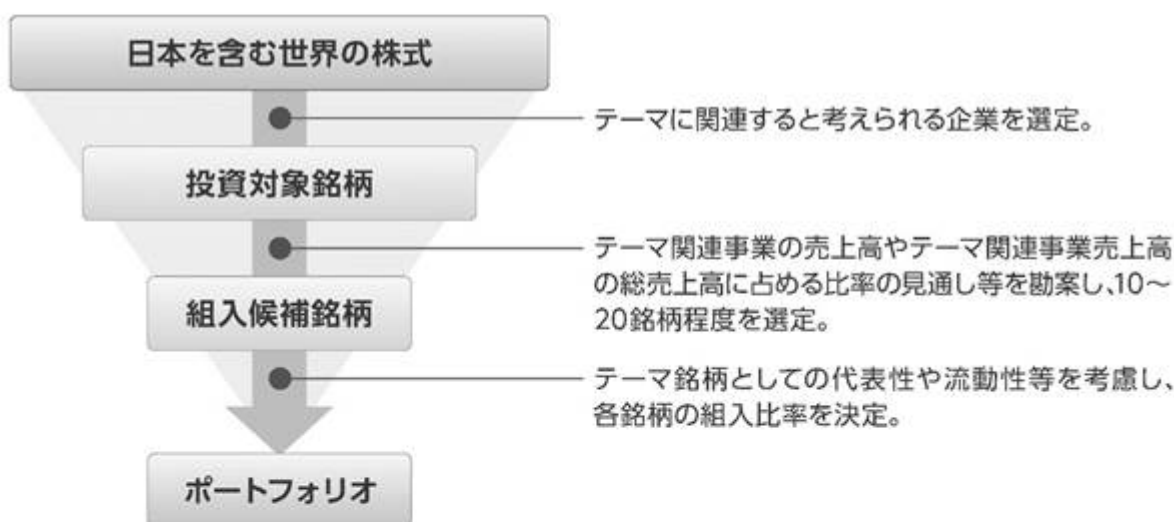 日本を含む世界の株式
テーマに関連すると考えられる企業を選定。
投資対象銘柄
テーマ関連事業の売上高やテーマ関連事業売上高
の総売上高に占める比率の見通し等を勘案し、10～
20銘柄程度を選定。
組入候補銘柄
テーマ銘柄としての代表性や流動性等を考慮し、
各銘柄の組入比率を決定。
ポートフォリオ